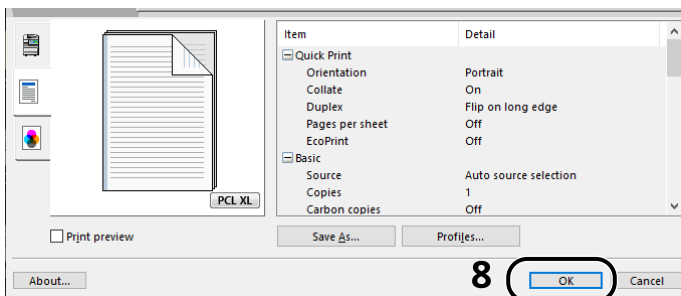 Item Detail
Quick Print
Orientation Portrait
Collate On
Duplex Flip on long edge
Pages per sheet Off
EcoPrint Off
Basic
Source Auto source selection
Copies 1
Carbon copies Off
PCL XL
Print preview Save As... Profiles...
About... 8 OK Cancel